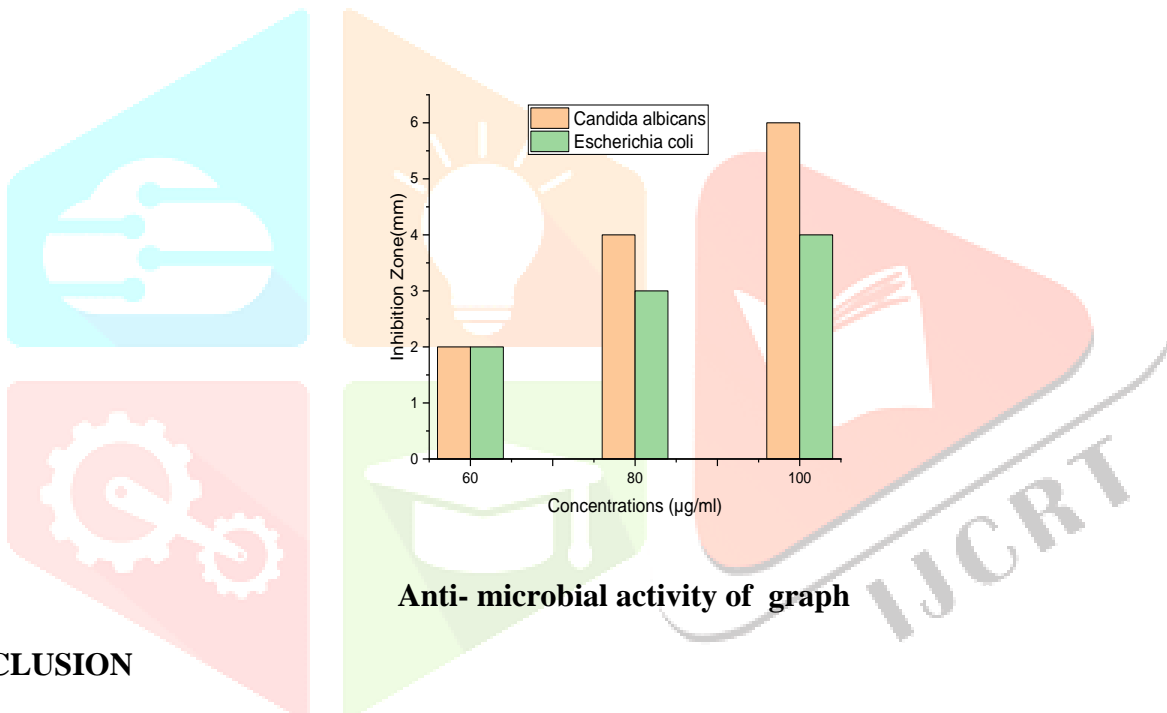 Candida albicans
Escherichia coli
6
5
4
3
2
1
0
Inhibition Zone(mm)
60 80 100
Concentrations (µg/ml)
IJCRT
Anti- microbial activity of  graph
CLUSION